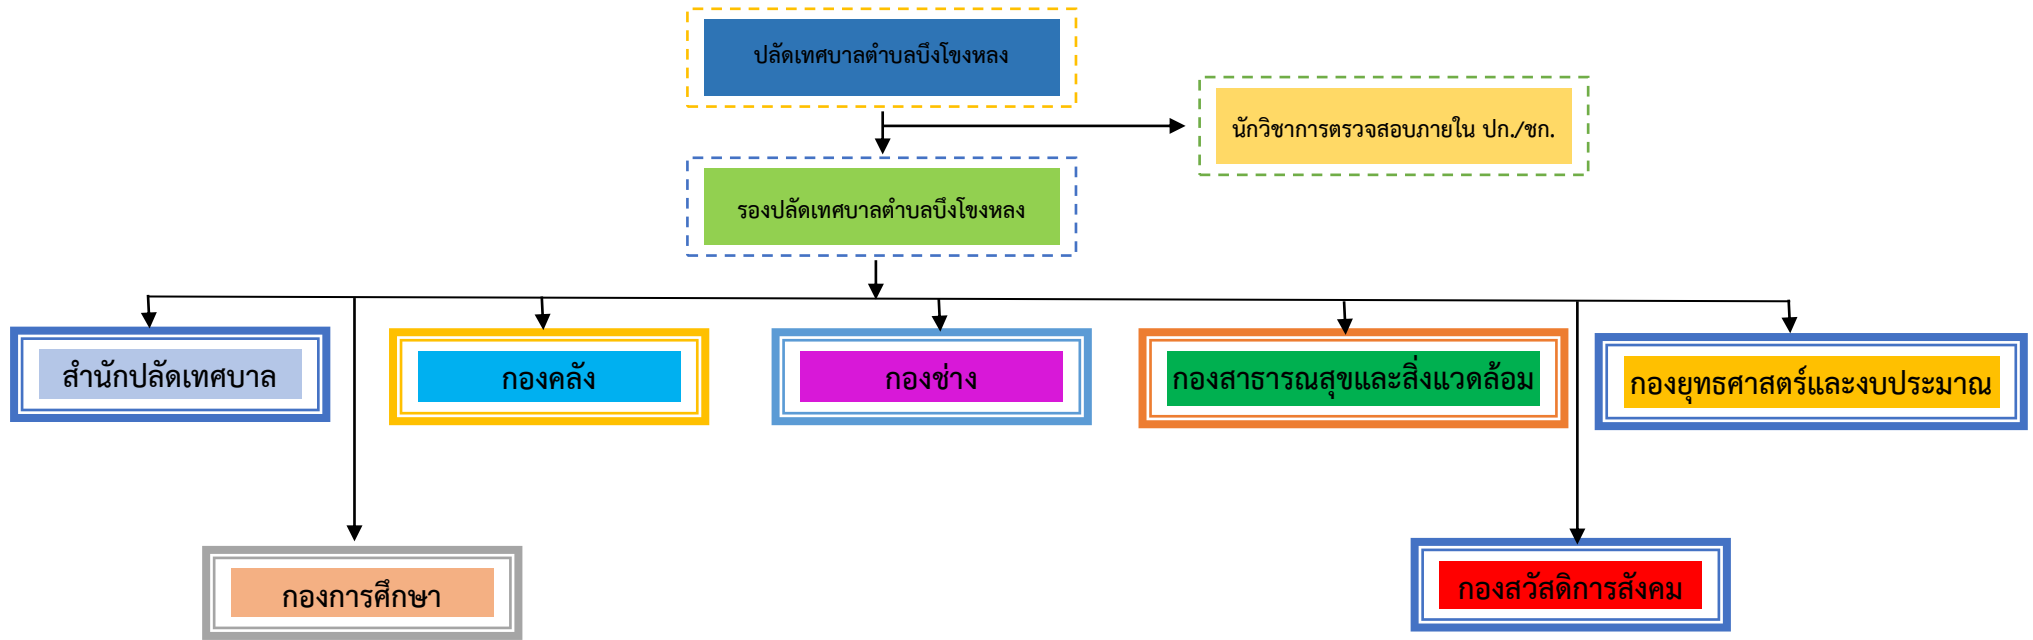 ปลัดเทศบาลตำบลบึงโขงหลง
นักวิชาการตรวจสอบภายใน ปก./ชก.
รองปลัดเทศบาลตำบลบึงโขงหลง
สำนักปลัดเทศบาล
กองคลัง
กองช่าง
กองสาธารณสุขและสิ่งแวดล้อม
กองยุทธศาสตร์และงบประมาณ
กองการศึกษา
กองสวัสดิการสังคม